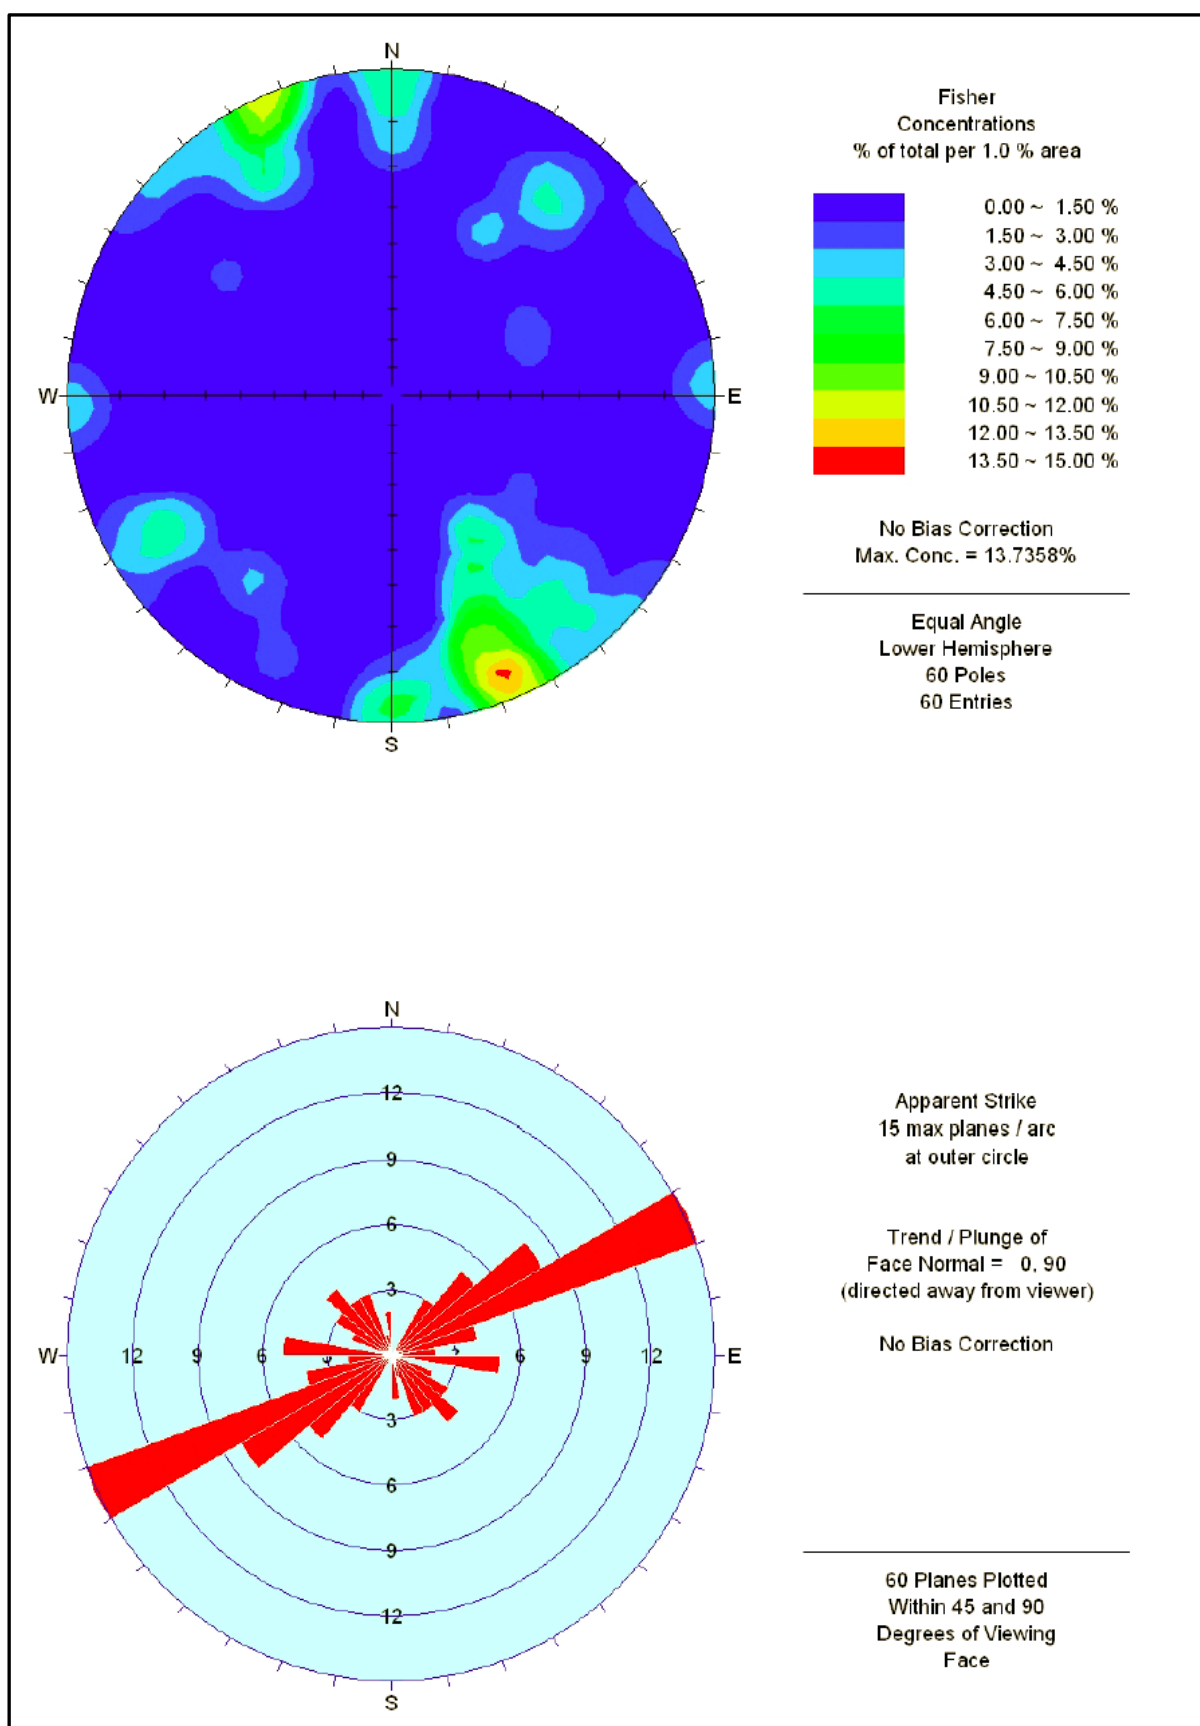 N
W
E
S
Fisher
Concentrations
% of total per 1.0 % area
0.00 ~ 1.50 %
1.50 ~ 3.00 %
3.00 ~ 4.50 %
4.50 ~ 6.00 %
6.00 ~ 7.50 %
7.50 ~ 9.00 %
9.00 ~ 10.50 %
10.50 ~ 12.00 %
12.00 ~ 13.50 %
13.50 ~ 15.00 %
No Bias Correction
Max. Conc. = 13.7358%
Equal Angle
Lower Hemisphere
60 Poles
60 Entries
N
12
9
6
3
W 12 9 6 6 9 12 E
3
6
9
12
S
Apparent Strike
15 max planes / arc
at outer circle
Trend / Plunge of
Face Normal = 0, 90
(directed away from viewer)
No Bias Correction
60 Planes Plotted
Within 45 and 90
Degrees of Viewing
Face